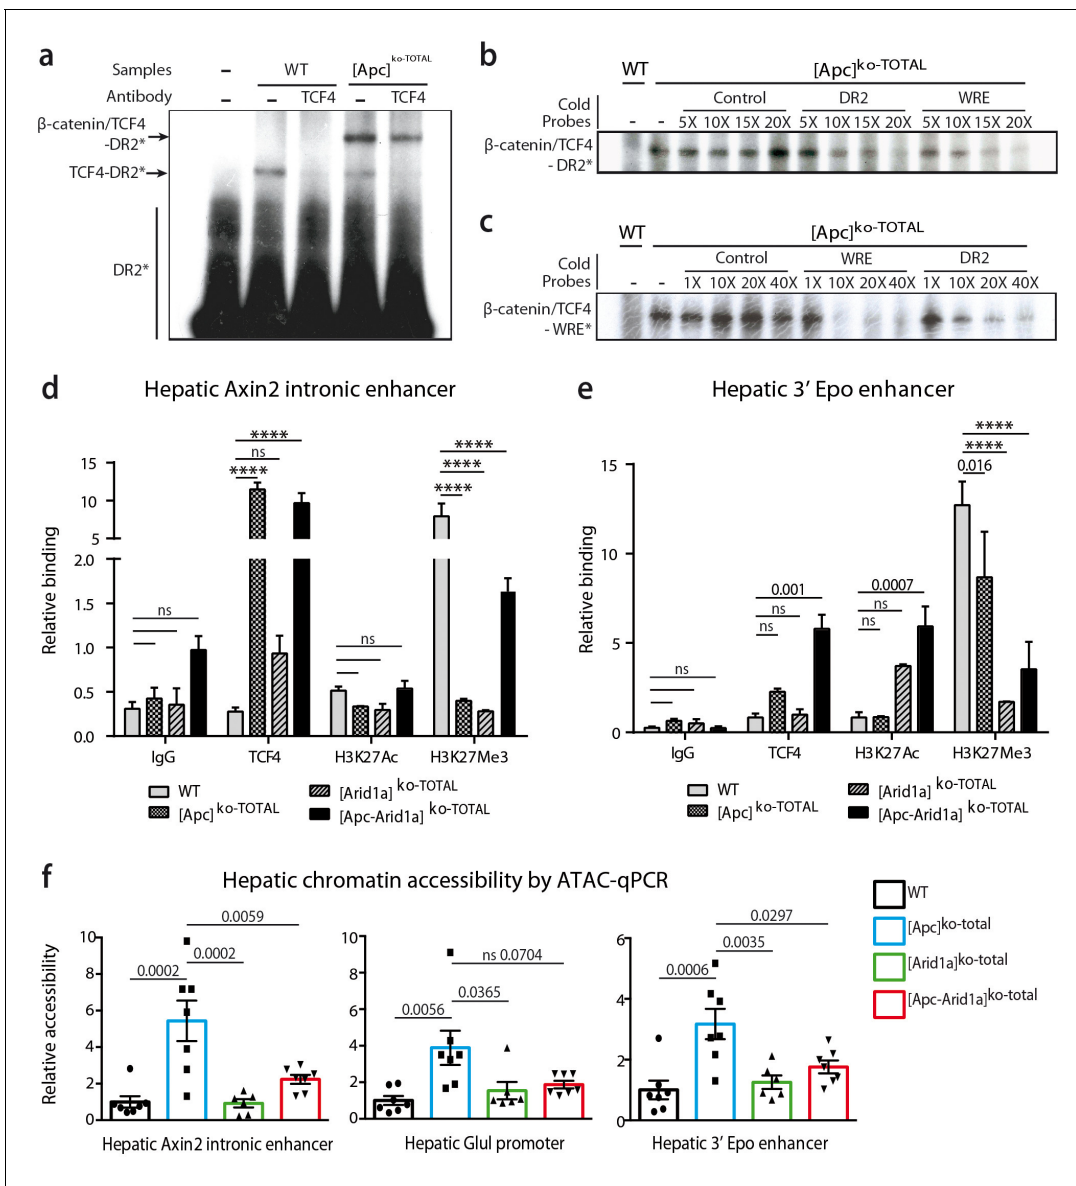 a
Samples – WT [Apc]ko-TOTAL
Antibody – – TCF4 – TCF4
β-catenin/TCF4
-DR2*
TCF4-DR2*
DR2*
b
WT [Apc]ko-TOTAL
Cold
Probes
Control DR2 WRE
- - 5X 10X 15X 20X 5X 10X 15X 20X 5X 10X 15X 20X
β-catenin/TCF4
- DR2*
c
WT [Apc]ko-TOTAL
Cold
Probes
Control WRE DR2
- - 1X 10X 20X 40X 1X 10X 20X 40X 1X 10X 20X 40X
β-catenin/TCF4
- WRE*
d Hepatic Axin2 intronic enhancer
Relative binding
15
10
5
2.0
1.5
1.0
0.5
0.0
ns
****
ns
****
ns
****
****
****
IgG TCF4 H3K27Ac H3K27Me3
WT
[Apc]ko-TOTAL
[Arid1a]ko-TOTAL
[Apc-Arid1a]ko-TOTAL
e Hepatic 3′ Epo enhancer
Relative binding
15
10
5
0
ns
0.001
ns
ns
0.0007
ns
ns
****
****
0.016
IgG TCF4 H3K27Ac H3K27Me3
WT
[Apc]ko-TOTAL
[Arid1a]ko-TOTAL
[Apc-Arid1a]ko-TOTAL
f Hepatic chromatin accessibility by ATAC-qPCR
Relative accessibility
10
8
6
4
2
0
0.0059
0.0002
0.0002
Hepatic Axin2 intronic enhancer
10
8
6
4
2
0
ns 0.0704
0.0365
0.0056
Hepatic Glul promoter
6
4
2
0
0.0297
0.0035
0.0006
Hepatic 3′ Epo enhancer
WT
[Apc]ko-total
[Arid1a]ko-total
[Apc-Arid1a]ko-total